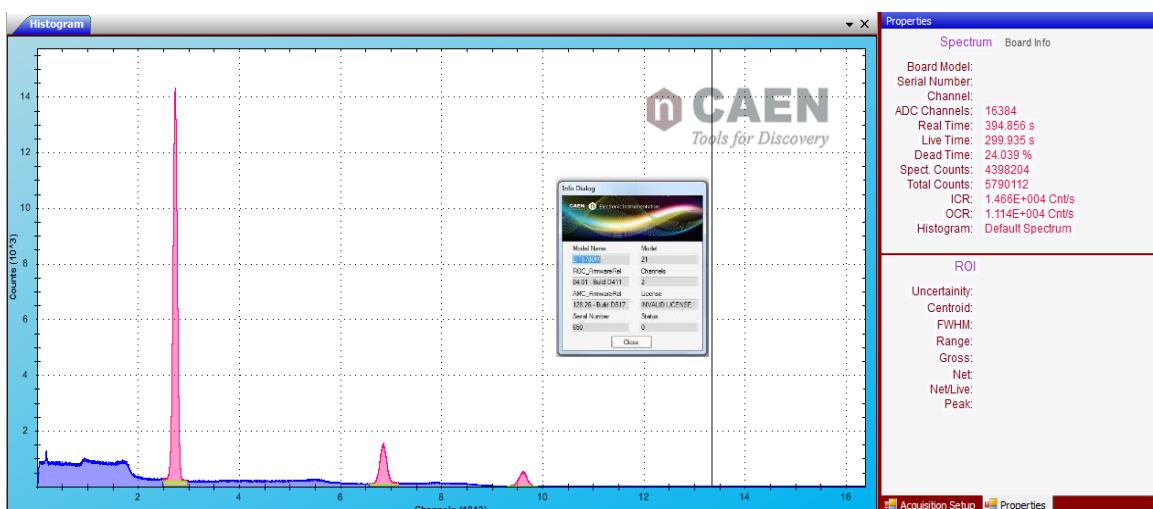 Histogram
14
12
10
8
6
4
2
Counts (10^3)
2
4
6
8
10
12
14
16
n CAEN
Tools for Discovery
Info Dialog
CAEN n Electronic Instrumentation
Model Name Model
21
ROC_FirmwareRel Channels
04.01 - Build D411 2
AMC_FirmwareRel License
128.26 - Build D517 INVALID LICENSE
Serial Number Status
650 0
Close
Properties
Spectrum Board Info
Board Model:
Serial Number:
Channel:
ADC Channels: 16384
Real Time: 394.856 s
Live Time: 299.935 s
Dead Time: 24.039 %
Spect. Counts: 4398204
Total Counts: 5790112
ICR: 1.466E+004 Cnt/s
OCR: 1.114E+004 Cnt/s
Histogram: Default Spectrum
ROI
Uncertainity:
Centroid:
FWHM:
Range:
Gross:
Net:
Net/Live:
Peak:
Acquisition Setup Properties